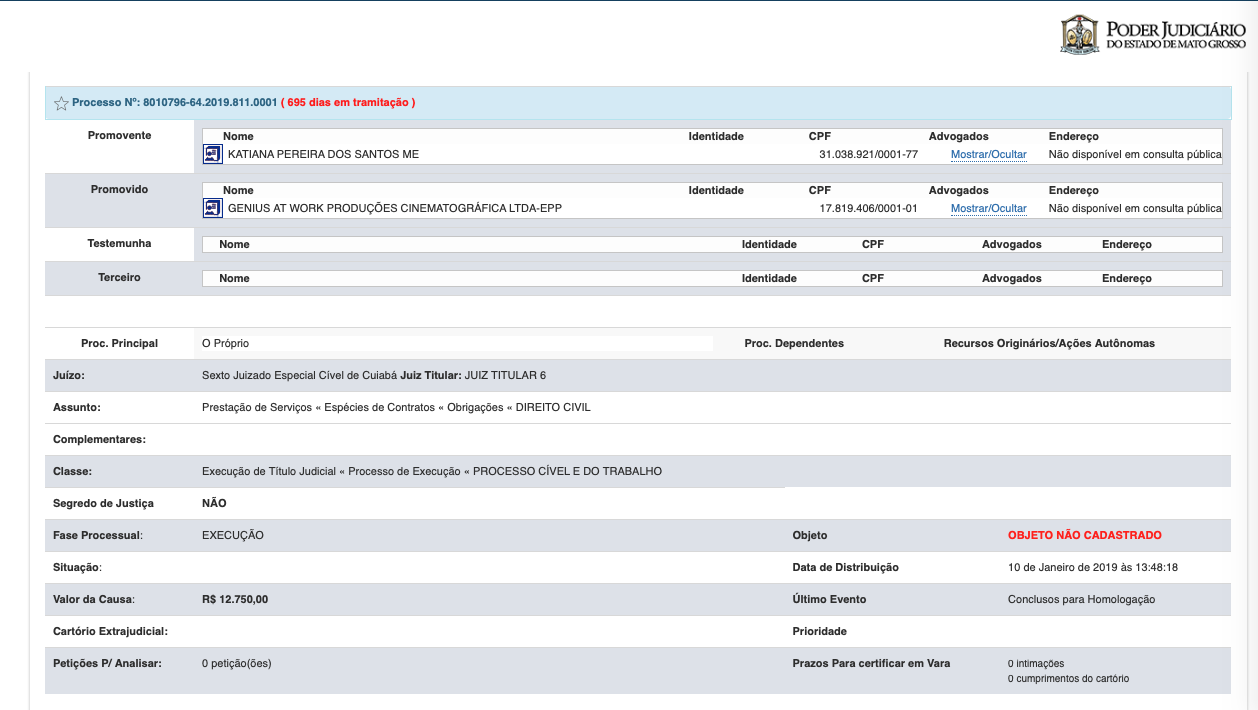 PODER JUDICIÁRIO
DO ESTADO DE MATO GROSSO
Processo Nº: 8010796-64.2019.811.0001 ( 695 dias em tramitação )
Promovente
Nome Identidade CPF Advogados Endereço
KATIANA PEREIRA DOS SANTOS ME 31.038.921/0001-77 Mostrar/Ocultar Não disponível em consulta pública
Promovido
Nome Identidade CPF Advogados Endereço
GENIUS AT WORK PRODUÇÕES CINEMATOGRÁFICA LTDA-EPP 17.819.406/0001-01 Mostrar/Ocultar Não disponível em consulta pública
Testemunha Nome Identidade CPF Advogados Endereço
Terceiro Nome Identidade CPF Advogados Endereço
Proc. Principal O Próprio Proc. Dependentes Recursos Originários/Ações Autônomas
Juízo: Sexto Juizado Especial Cível de Cuiabá Juiz Titular: JUIZ TITULAR 6
Assunto: Prestação de Serviços « Espécies de Contratos « Obrigações « DIREITO CIVIL
Complementares:
Classe: Execução de Título Judicial « Processo de Execução « PROCESSO CÍVEL E DO TRABALHO
Segredo de Justiça NÃO
Fase Processual: EXECUÇÃO Objeto OBJETO NÃO CADASTRADO
Situação: Data de Distribuição 10 de Janeiro de 2019 às 13:48:18
Valor da Causa: R$ 12.750,00 Último Evento Conclusos para Homologação
Cartório Extrajudicial: Prioridade
Petições P/ Analisar: 0 petição(ões) Prazos Para certificar em Vara 0 intimações
0 cumprimentos do cartório